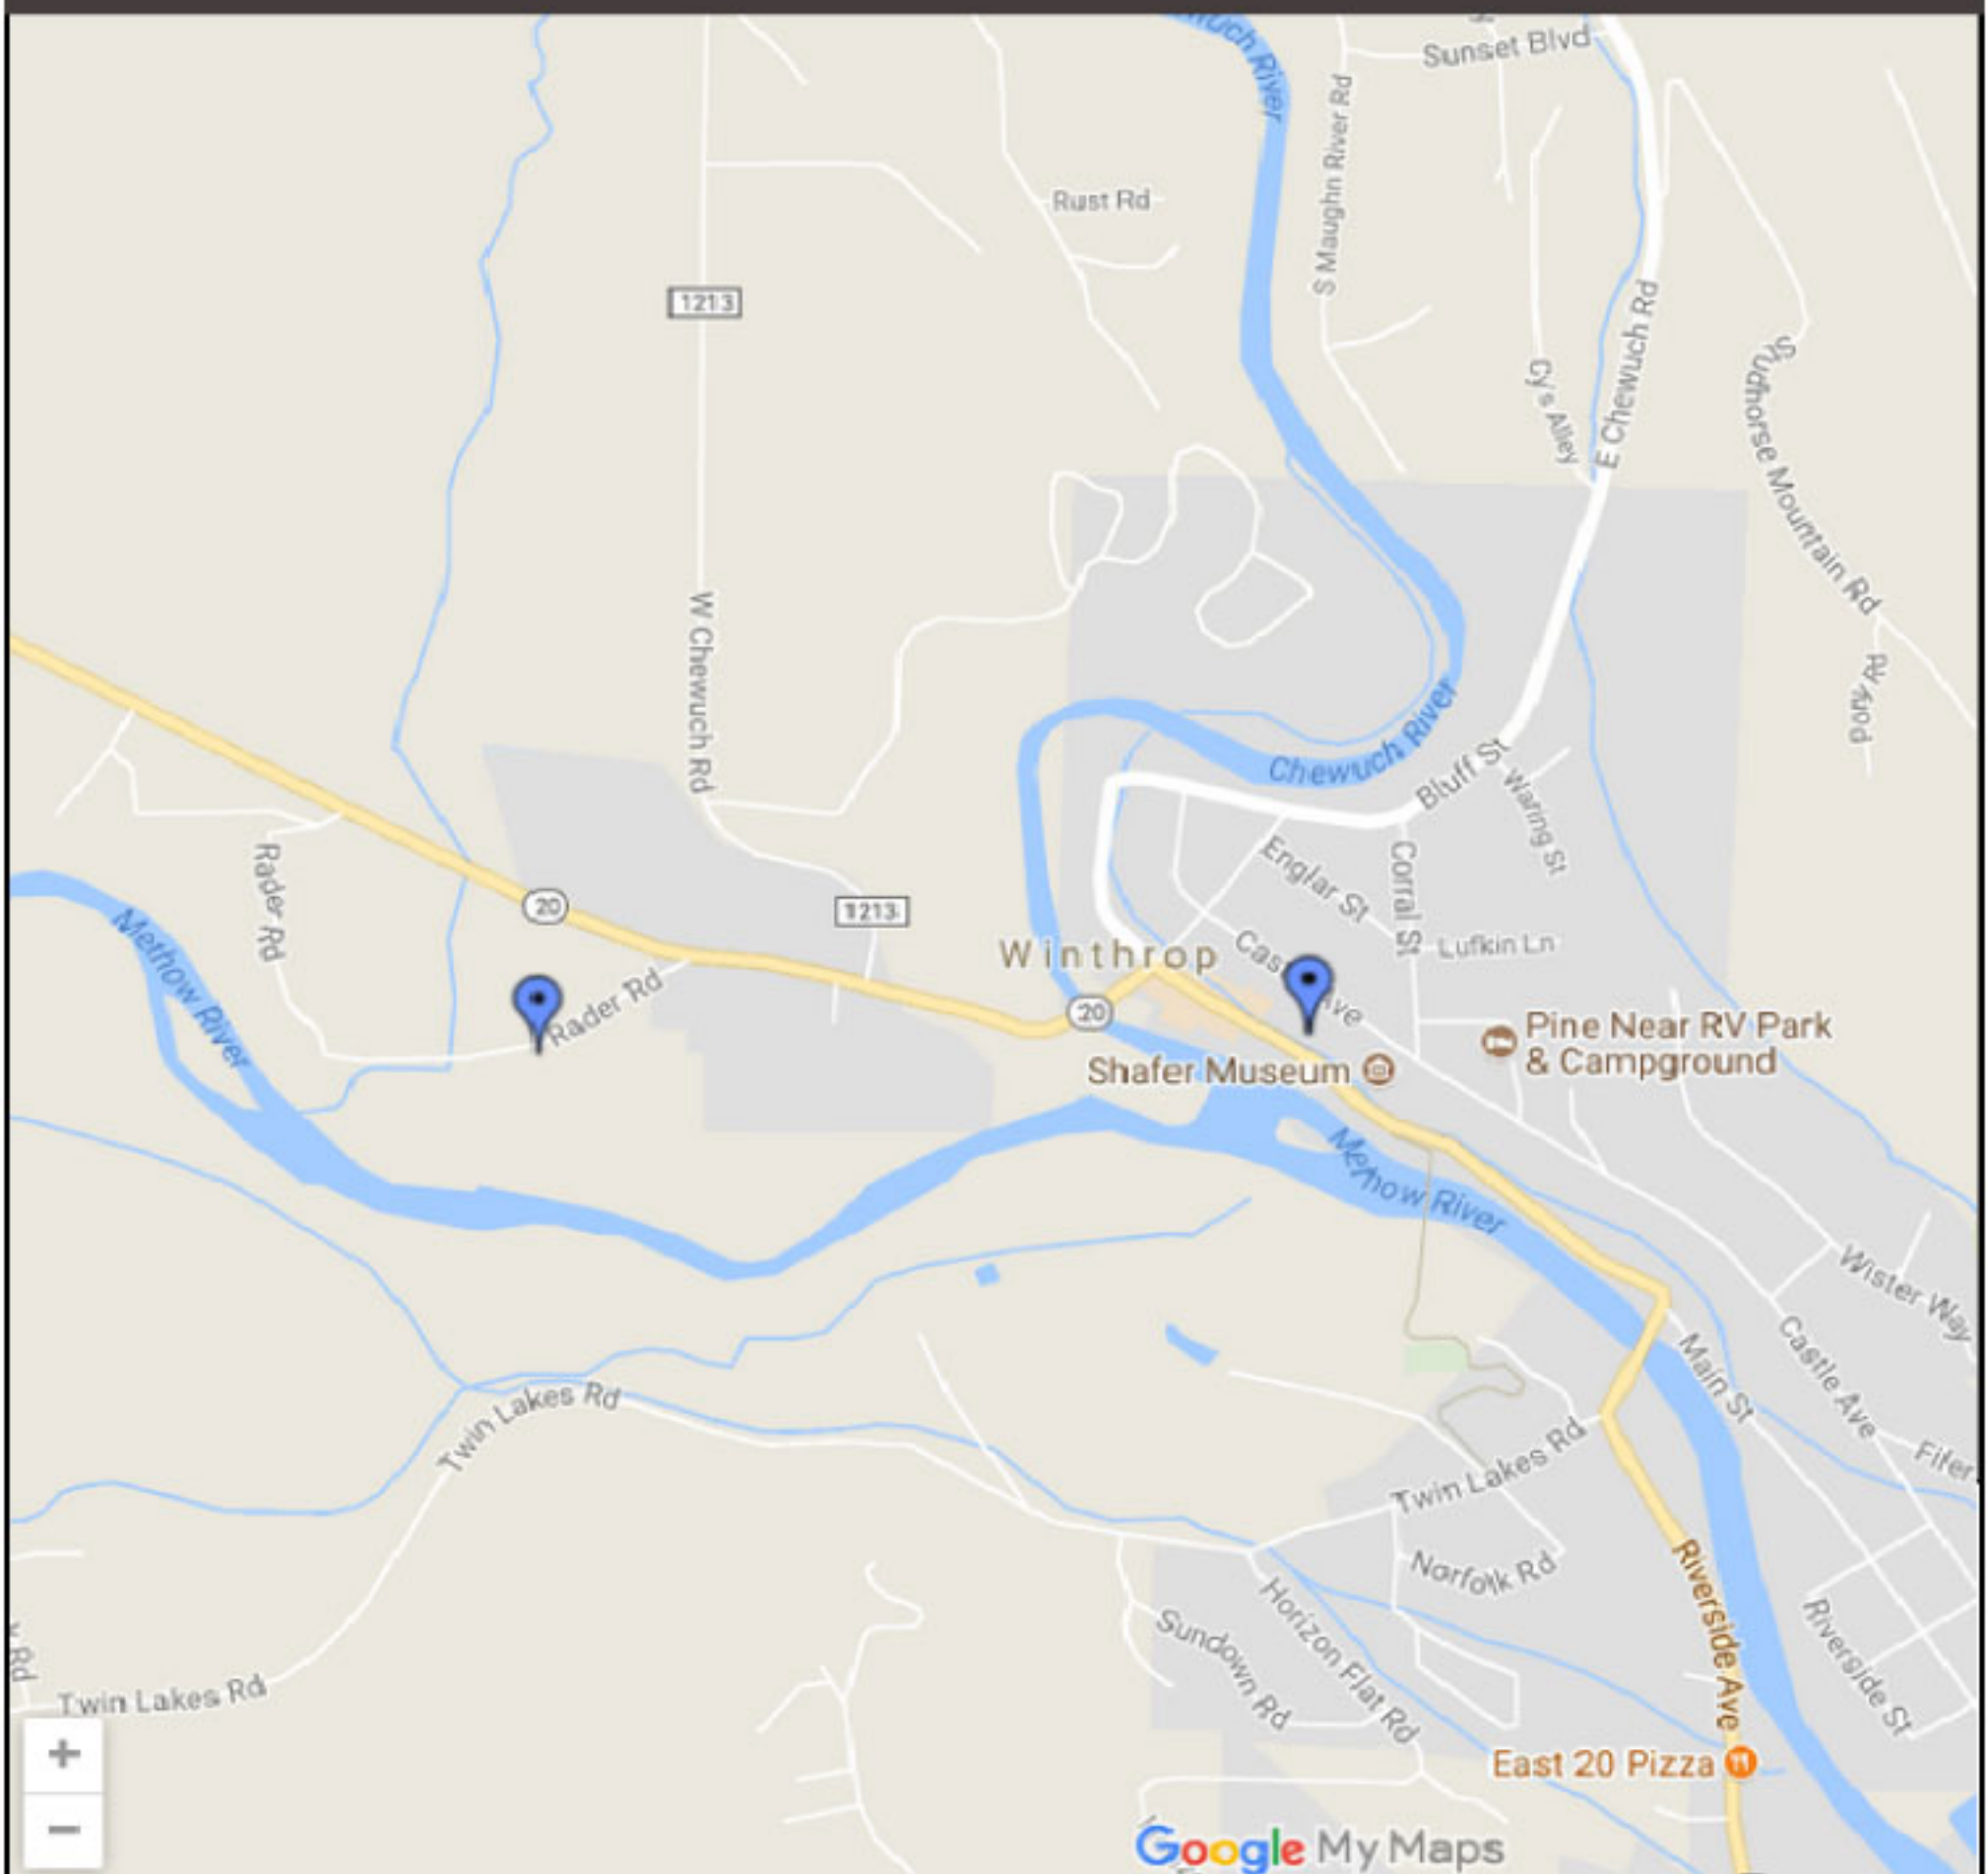 Sunset Blvd
S Maughn River Rd
Rust Rd
1213
E Chewuch Rd
Cy's Alley
Studhorse Mountain Rd
W Chewuch Rd
Pony Rd
Chewuch River
Bluff St
Waring St
Englar St
Corral St
Rader Rd
20
1213
Lufkin Ln
Winthrop
Methow River
Rader Rd
20
Shafer Museum
Pine Near RV Park
& Campground
Methow River
Wister Way
Main St
Castle Ave
Twin Lakes Rd
Twin Lakes Rd
Norfolk Rd
Riverside Ave
Horizon Flat Rd
Sundown Rd
Riverside St
Twin Lakes Rd
East 20 Pizza
Google My Maps